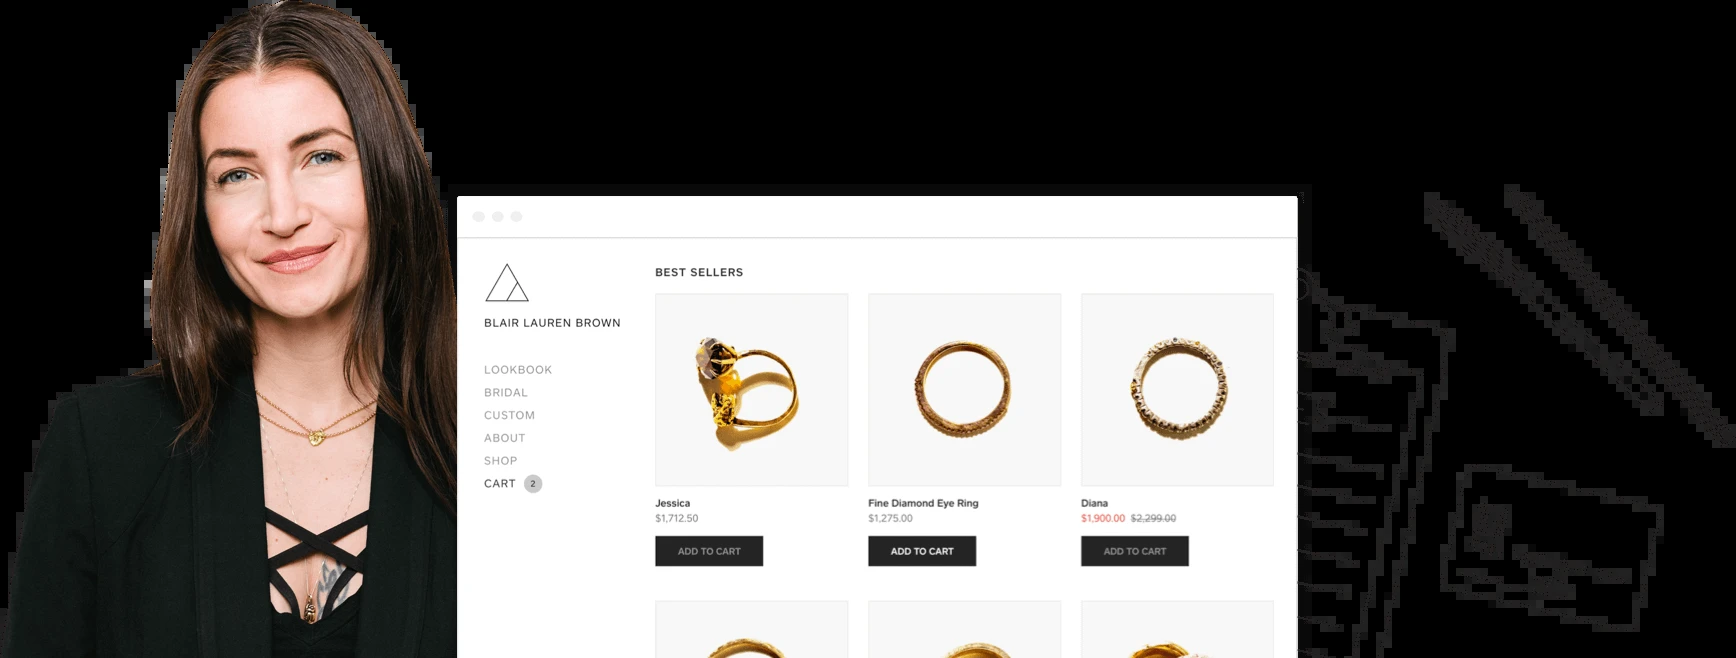 BLAIR LAUREN BROWN
LOOKBOOK
BRIDAL
CUSTOM
ABOUT
SHOP
CART 2
BEST SELLERS
Jessica
$1,712.50
ADD TO CART
Fine Diamond Eye Ring
$1,275.00
ADD TO CART
Diana
$1,900.00 $2,299.00
ADD TO CART